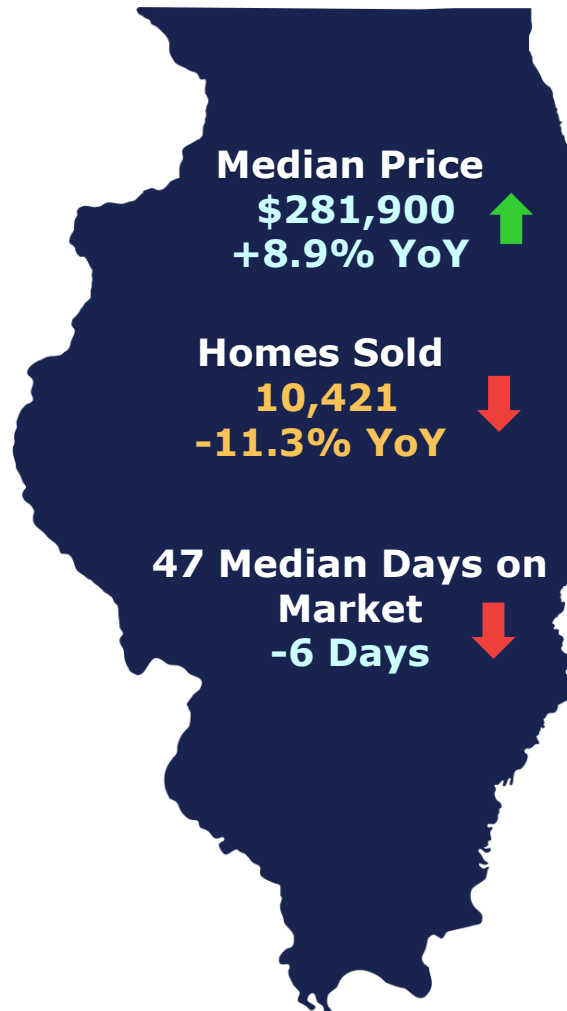 Median Price
$281,900
+8.9% YoY
Homes Sold
10,421
-11.3% YoY
47 Median Days on
Market
-6 Days